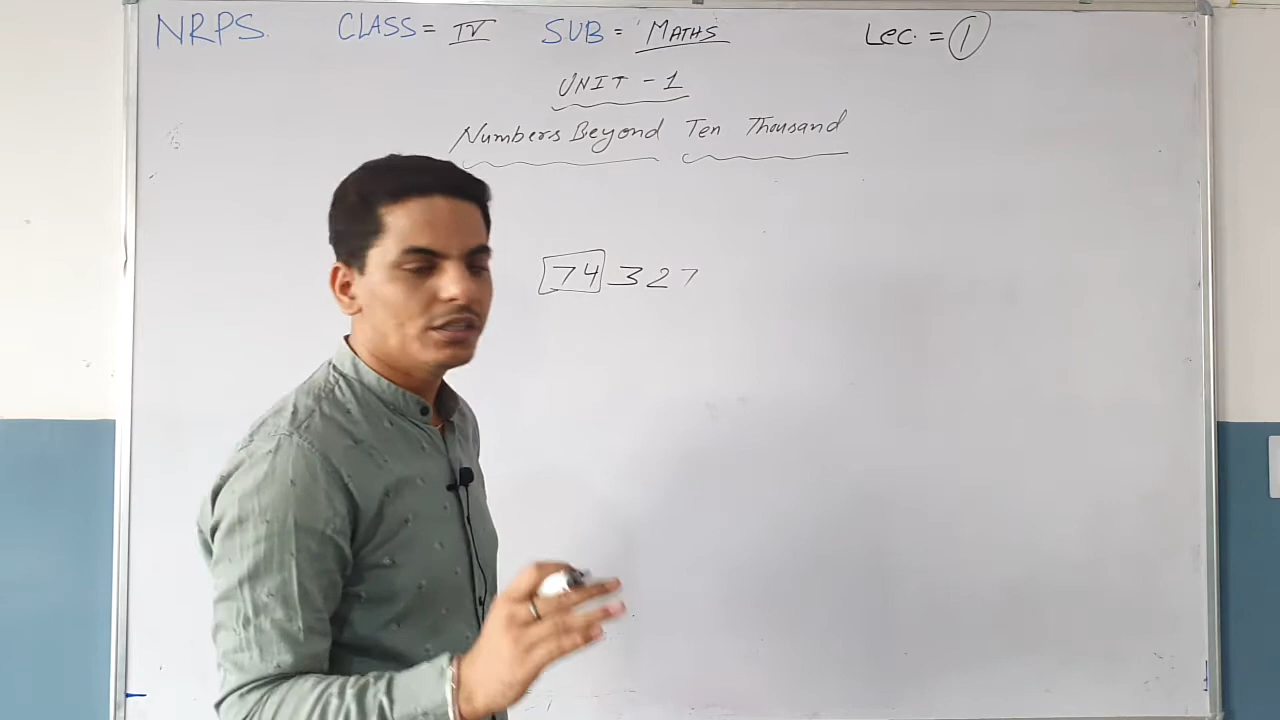 NRPS. CLASS = IV SUB = MATHS Lec. = 1
UNIT - 1
Numbers Beyond Ten Thousand
74327